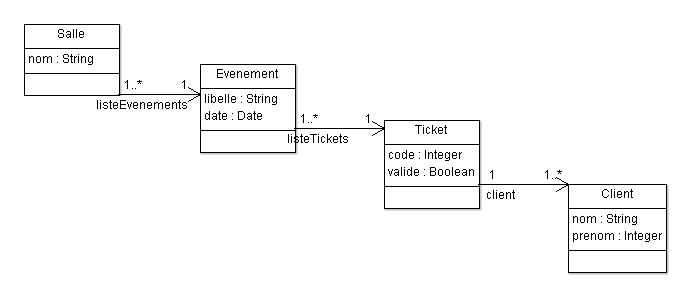 Salle
nom : String
1..* 1
listeEvenements
Evenement
libelle : String
date : Date
1..* 1
listeTickets
Ticket
code : Integer
valide : Boolean
1 1..*
client
Client
nom : String
prenom : Integer